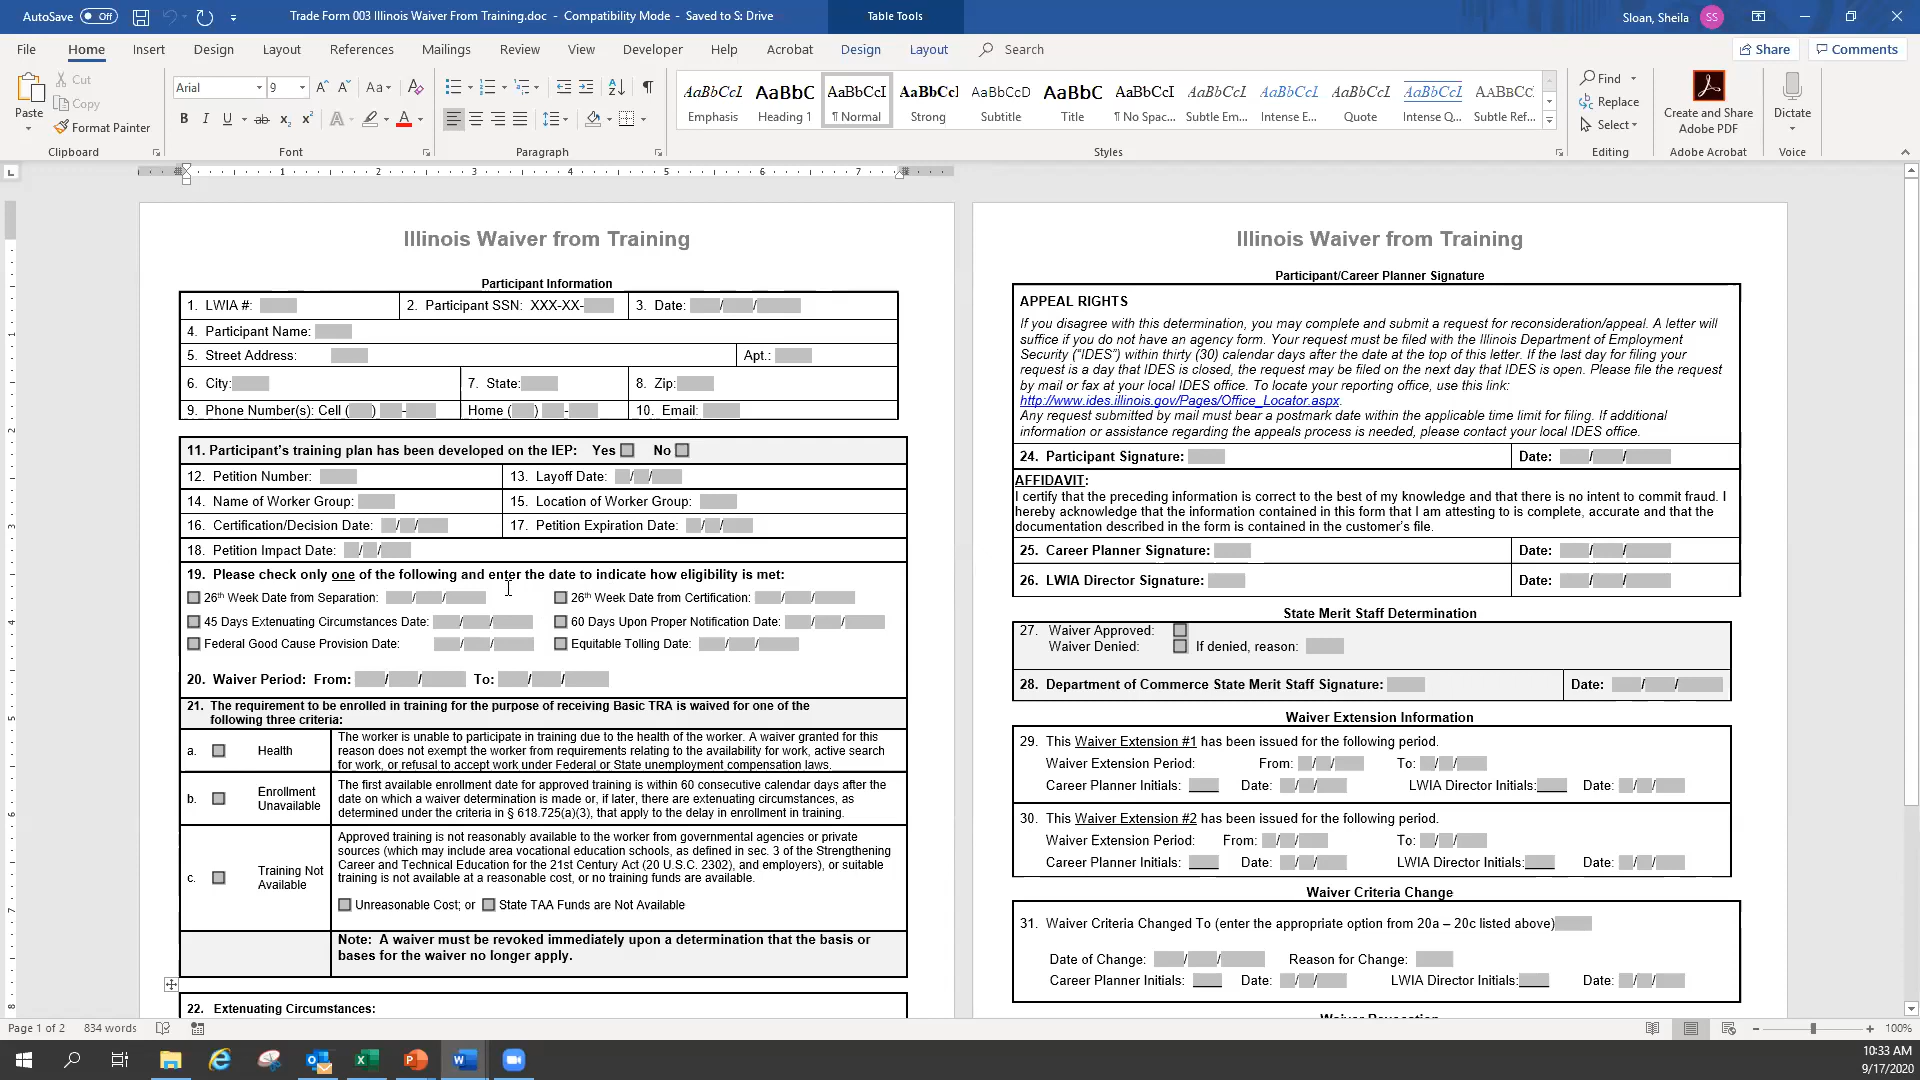 AutoSave Off Trade Form 003 Illinois Waiver From Training.doc - Compatibility Mode - Saved to S: Drive Table Tools Sloan, Sheila SS
File Home Insert Design Layout References Mailings Review View Developer Help Acrobat Design Layout Search Share Comments
Paste Cut Copy Format Painter
Arial 9
Emphasis Heading 1 ¶ Normal Strong Subtitle Title ¶ No Spac... Subtle Em... Intense E... Quote Intense Q... Subtle Ref...
Find Replace Select
Create and Share Adobe PDF
Dictate
Clipboard Font Paragraph Styles Editing Adobe Acrobat Voice
Illinois Waiver from Training
Participant Information
1. LWIA #: 2. Participant SSN: XXX-XX- 3. Date: / /
4. Participant Name:
5. Street Address: Apt.:
6. City: 7. State: 8. Zip:
9. Phone Number(s): Cell ( ) - Home ( ) - 10. Email:
11. Participant's training plan has been developed on the IEP: Yes No
12. Petition Number: 13. Layoff Date: / /
14. Name of Worker Group: 15. Location of Worker Group:
16. Certification/Decision Date: / / 17. Petition Expiration Date: / /
18. Petition Impact Date: / /
19. Please check only one of the following and enter the date to indicate how eligibility is met:
26th Week Date from Separation: / / 26th Week Date from Certification: / /
45 Days Extenuating Circumstances Date: / / 60 Days Upon Proper Notification Date: / /
Federal Good Cause Provision Date: / / Equitable Tolling Date: / /
20. Waiver Period: From: / / To: / /
21. The requirement to be enrolled in training for the purpose of receiving Basic TRA is waived for one of the
following three criteria:
a. Health
The worker is unable to participate in training due to the health of the worker. A waiver granted for this
reason does not exempt the worker from requirements relating to the availability for work, active search
for work, or refusal to accept work under Federal or State unemployment compensation laws.
b. Enrollment Unavailable
The first available enrollment date for approved training is within 60 consecutive calendar days after the
date on which a waiver determination is made or, if later, there are extenuating circumstances, as
determined under the criteria in § 618.725(a)(3), that apply to the delay in enrollment in training.
c. Training Not Available
Approved training is not reasonably available to the worker from governmental agencies or private
sources (which may include area vocational education schools, as defined in sec. 3 of the Strengthening
Career and Technical Education for the 21st Century Act (20 U.S.C. 2302), and employers), or suitable
training is not available at a reasonable cost, or no training funds are available.
Unreasonable Cost; or State TAA Funds are Not Available
Note: A waiver must be revoked immediately upon a determination that the basis or
bases for the waiver no longer apply.
22. Extenuating Circumstances:
Illinois Waiver from Training
Participant/Career Planner Signature
APPEAL RIGHTS
If you disagree with this determination, you may complete and submit a request for reconsideration/appeal. A letter will
suffice if you do not have an agency form. Your request must be filed with the Illinois Department of Employment
Security ("IDES") within thirty (30) calendar days after the date at the top of this letter. If the last day for filing your
request is a day that IDES is closed, the request may be filed on the next day that IDES is open. Please file the request
by mail or fax at your local IDES office. To locate your reporting office, use this link:
http://www.ides.illinois.gov/Pages/Office_Locator.aspx.
Any request submitted by mail must bear a postmark date within the applicable time limit for filing. If additional
information or assistance regarding the appeals process is needed, please contact your local IDES office.
24. Participant Signature: Date: / /
AFFIDAVIT:
I certify that the preceding information is correct to the best of my knowledge and that there is no intent to commit fraud. I
hereby acknowledge that the information contained in this form that I am attesting to is complete, accurate and that the
documentation described in the form is contained in the customer's file.
25. Career Planner Signature: Date: / /
26. LWIA Director Signature: Date: / /
State Merit Staff Determination
27. Waiver Approved:
Waiver Denied: If denied, reason:
28. Department of Commerce State Merit Staff Signature: Date: / /
Waiver Extension Information
29. This Waiver Extension #1 has been issued for the following period.
Waiver Extension Period: From: / / To: / /
Career Planner Initials: Date: / / LWIA Director Initials: Date: / /
30. This Waiver Extension #2 has been issued for the following period.
Waiver Extension Period: From: / / To: / /
Career Planner Initials: Date: / / LWIA Director Initials: Date: / /
Waiver Criteria Change
31. Waiver Criteria Changed To (enter the appropriate option from 20a – 20c listed above)
Date of Change: / / Reason for Change:
Career Planner Initials: Date: / / LWIA Director Initials: Date: / /
Page 1 of 2 834 words 100%
10:33 AM
9/17/2020